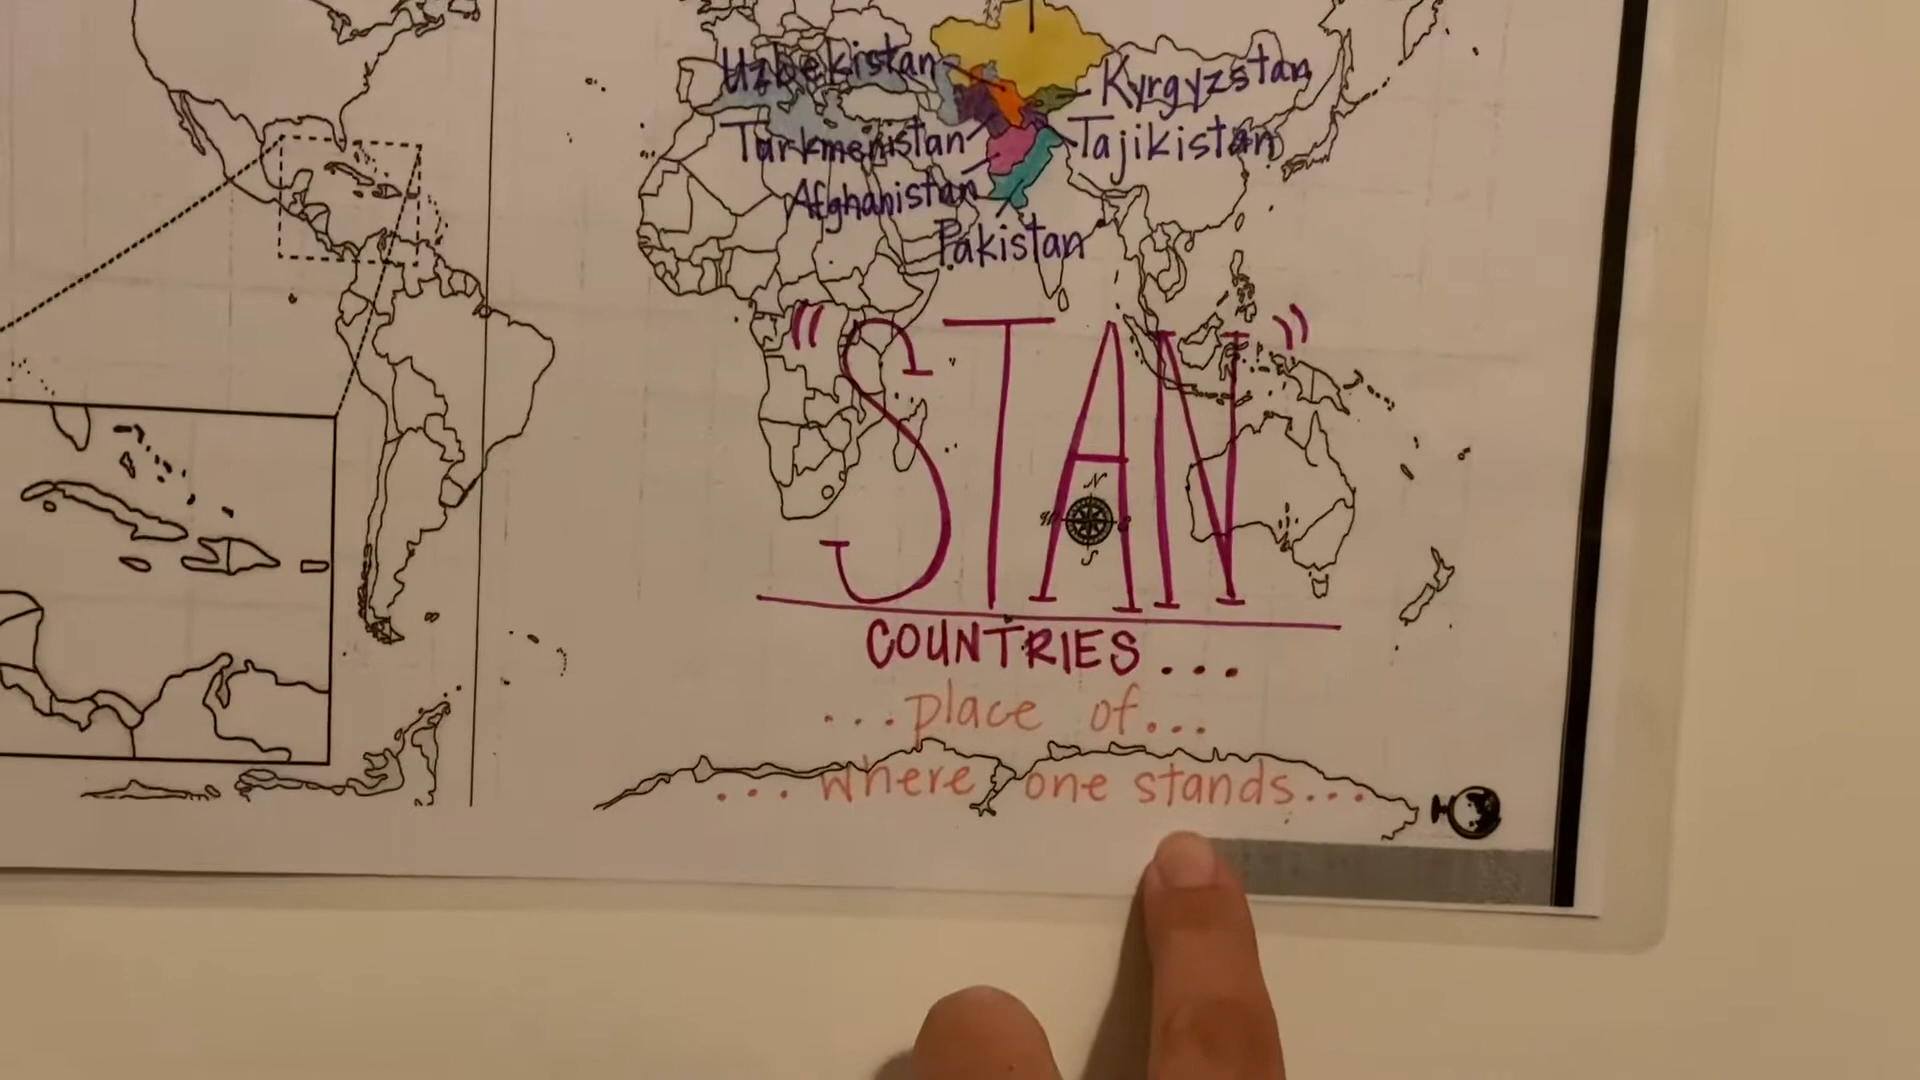 Uzbekistan
Kyrgyzstan
Turkmenistan
Tajikistan
Afghanistan
Pakistan
"STAN"
N
W
S
COUNTRIES...
...place of...
...where one stands...